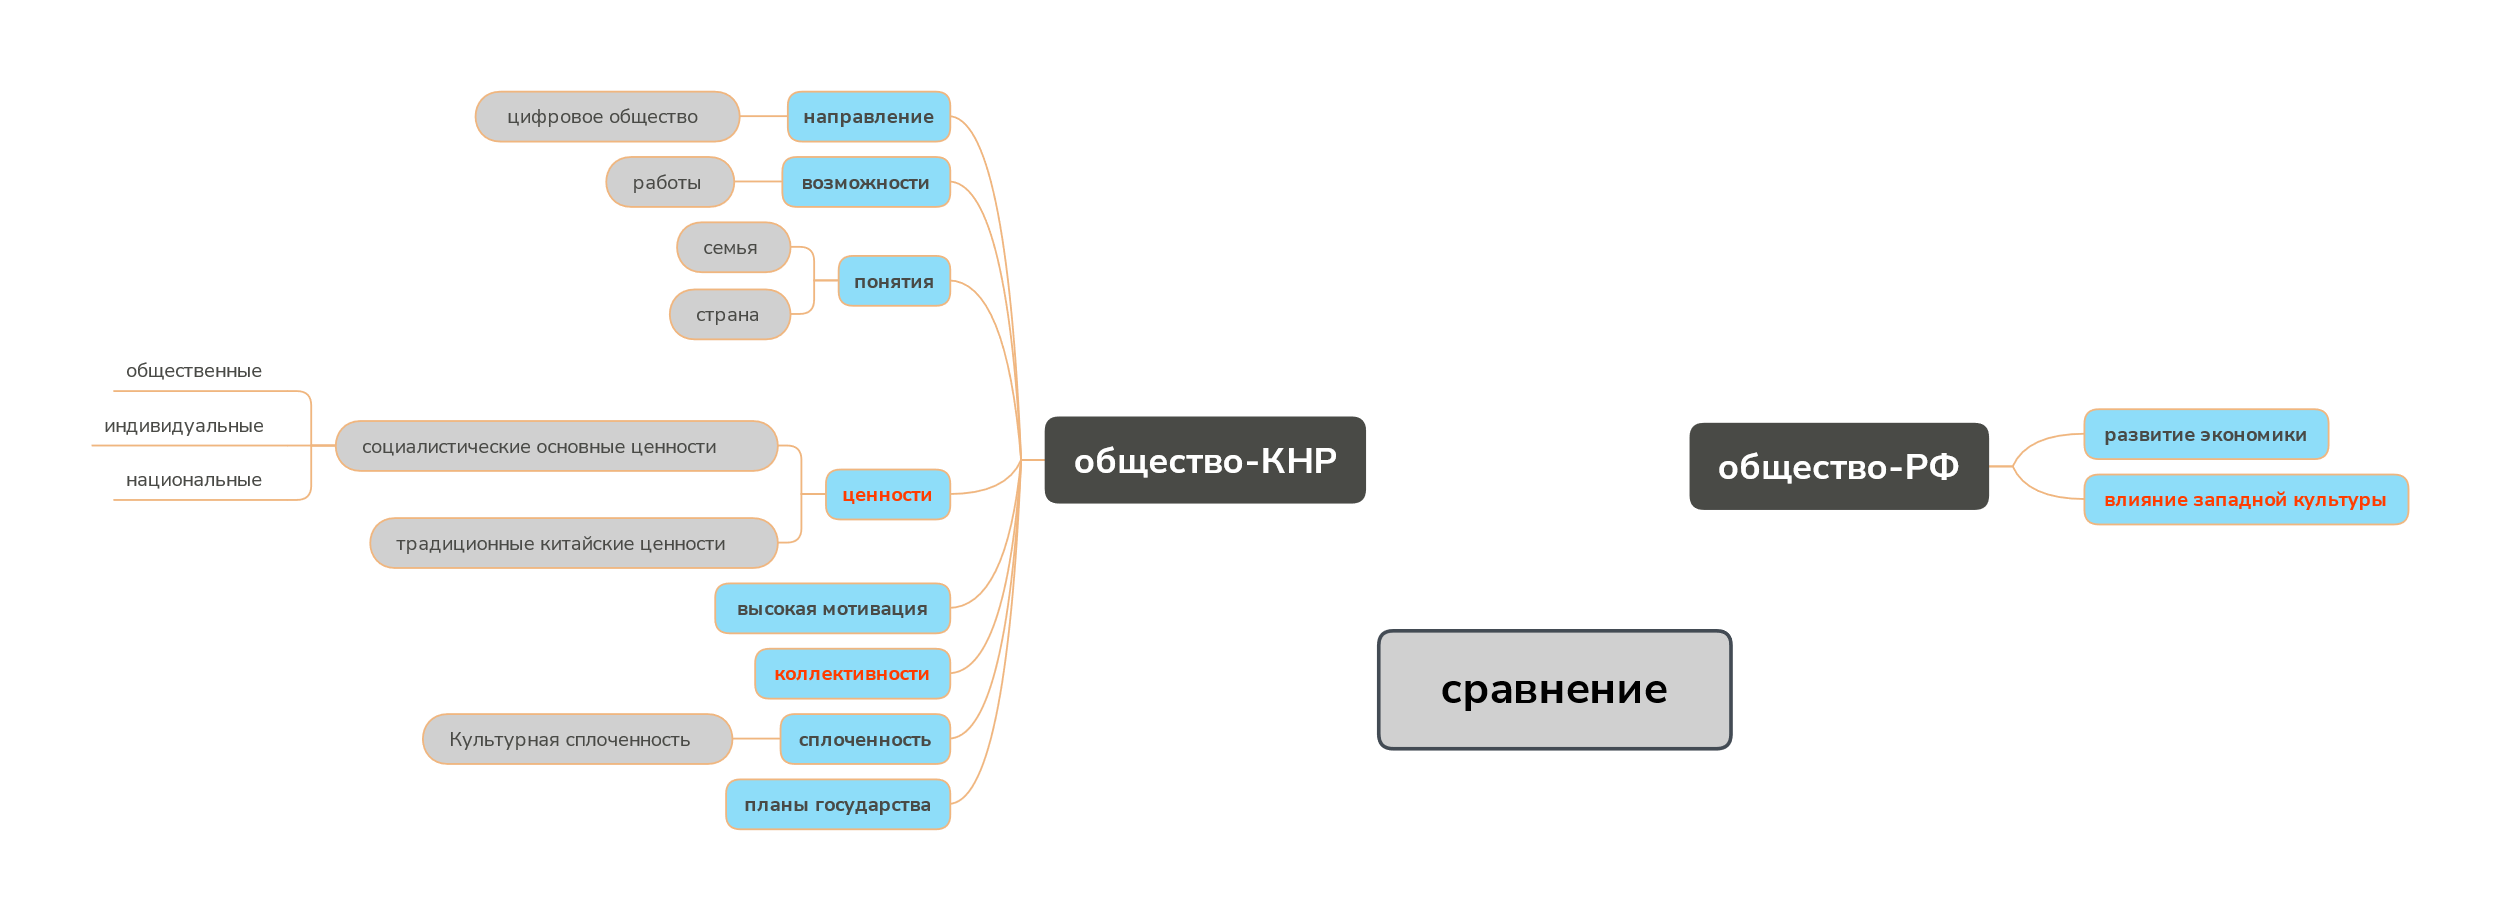 цифровое общество
направление
работы
возможности
семья
страна
понятия
общественные
индивидуальные
национальные
социалистические основные ценности
традиционные китайские ценности
ценности
высокая мотивация
коллективности
Культурная сплоченность
сплоченность
планы государства
общество-КНР
общество-РФ
развитие экономики
влияние западной культуры
сравнение